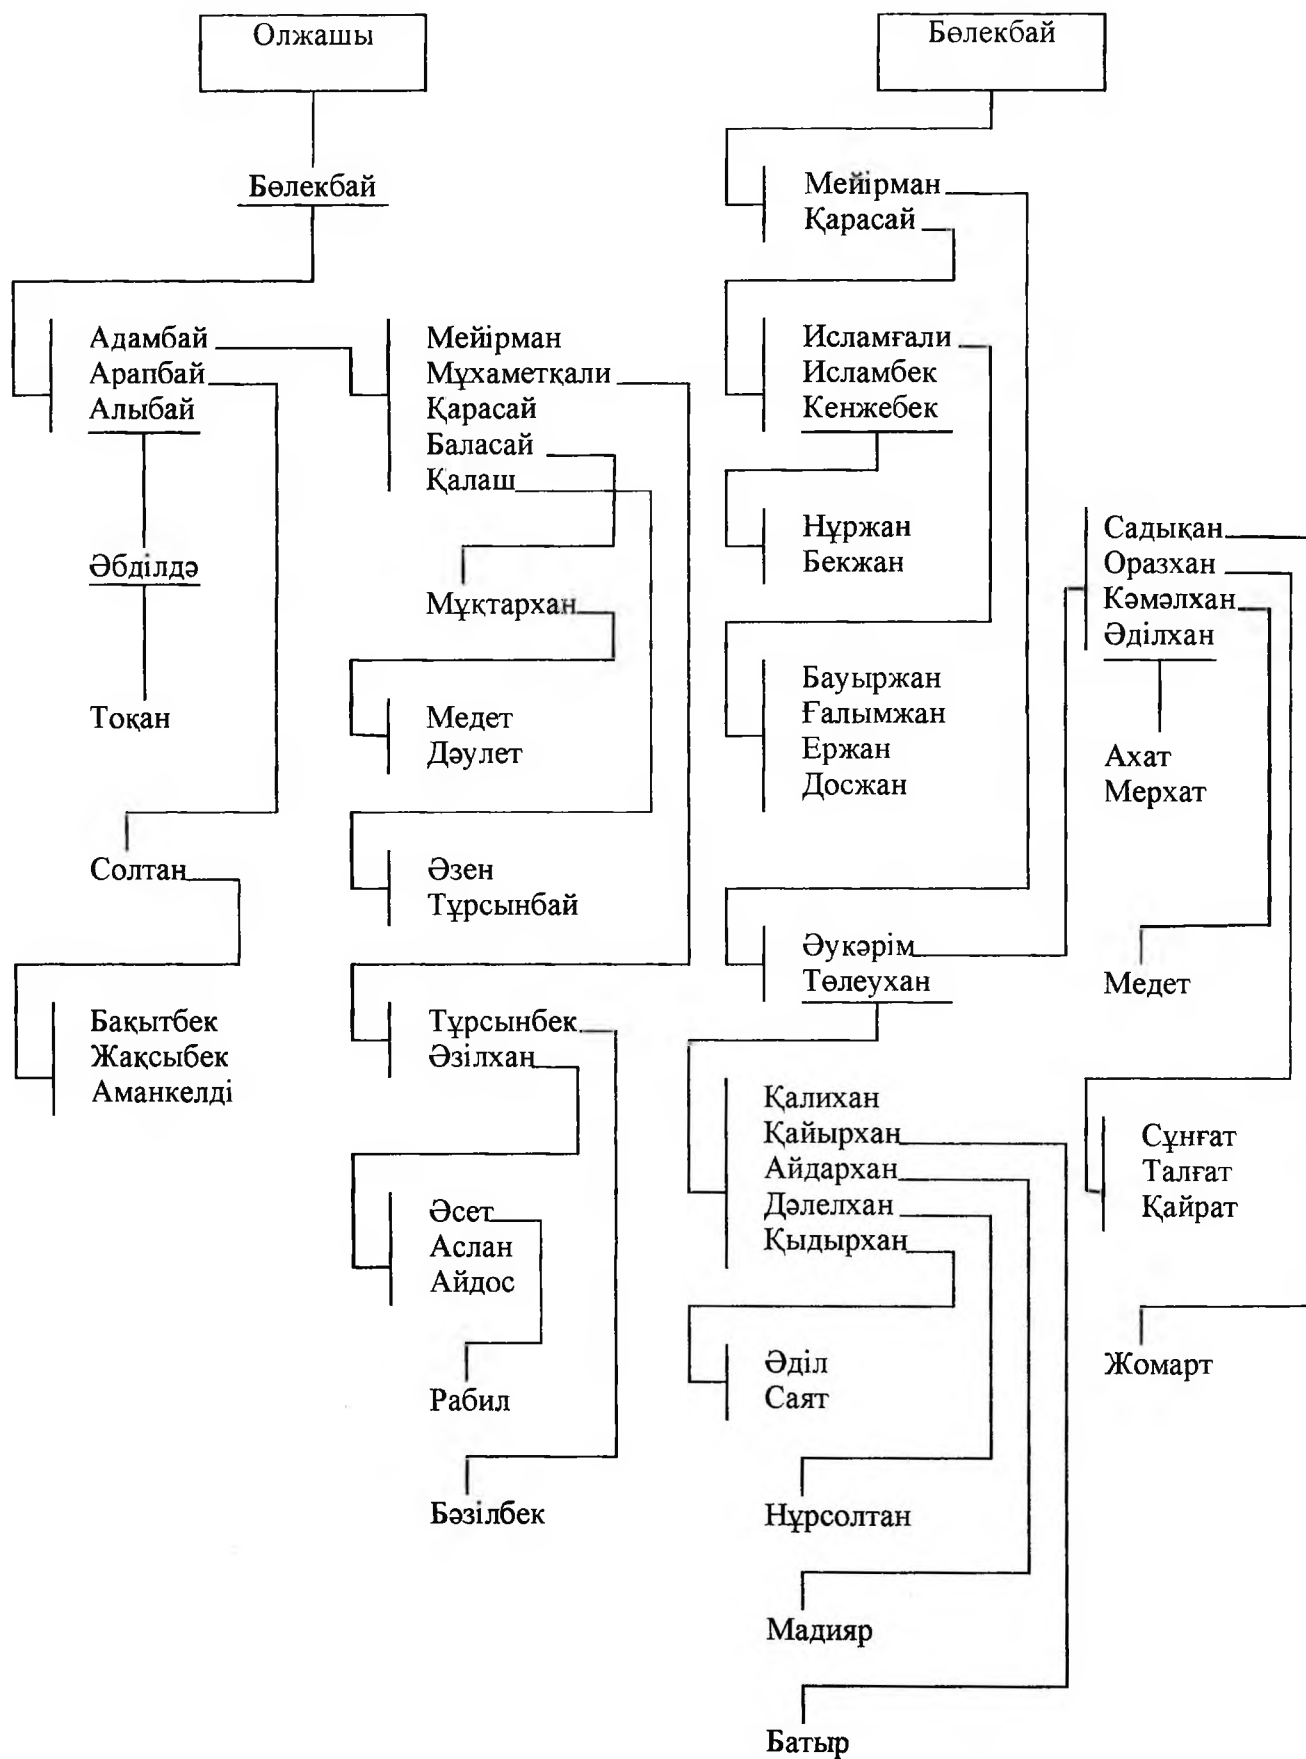 Олжашы
Бөлекбай
Адамбай
Арапбай
Алыбай
Әбділдә
Тоқан
Солтан
Бақытбек
Жақсыбек
Аманкелді
Мейірман
Мұхаметқали
Қарасай
Баласай
Қалаш
Мұқтархан
Медет
Дәулет
Әзен
Тұрсынбай
Тұрсынбек
Әзілхан
Әсет
Аслан
Айдос
Рабил
Бәзілбек
Бөлекбай
Мейірман
Қарасай
Исламғали
Исламбек
Кенжебек
Нұржан
Бекжан
Бауыржан
Ғалымжан
Ержан
Досжан
Әукәрім
Төлеухан
Қалихан
Қайырхан
Айдархан
Дәлелхан
Қыдырхан
Әділ
Саят
Нұрсолтан
Мадияр
Батыр
Садықан
Оразхан
Кәмәлхан
Әділхан
Ахат
Мерхат
Медет
Сұнғат
Талғат
Қайрат
Жомарт